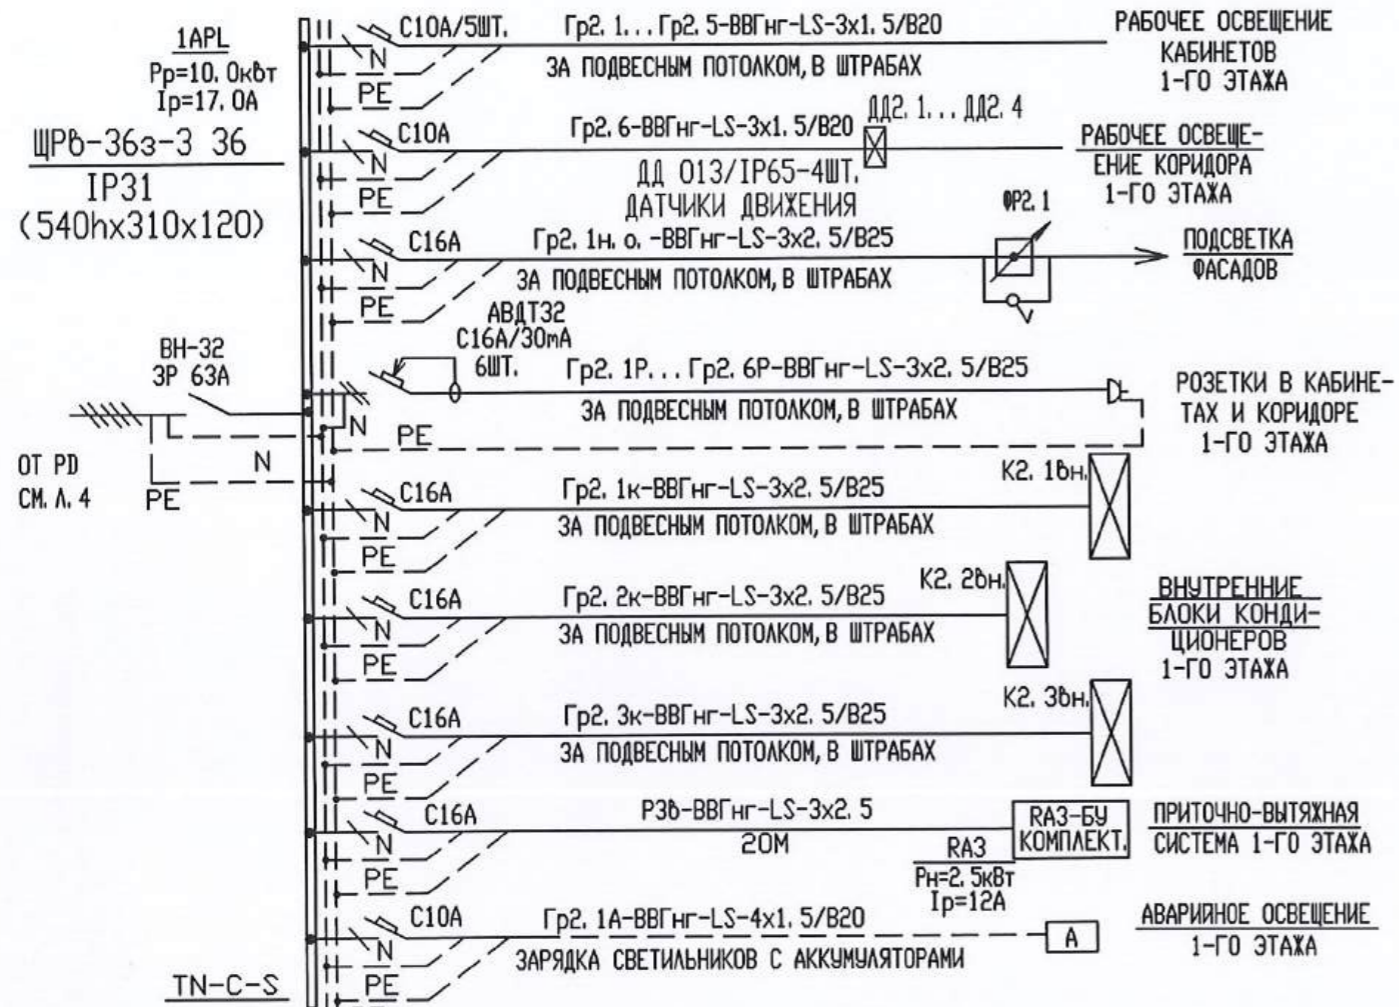 1APL
Рр=10.0кВт
Iр=17.0А
ЩРв-36з-3 36
IP31
(540hx310x120)
С10А/5ШТ.
Гр2.1...Гр2.5-ВВГнг-LS-3х1.5/В20
ЗА ПОДВЕСНЫМ ПОТОЛКОМ, В ШТРАБАХ
N
PE
РАБОЧЕЕ ОСВЕЩЕНИЕ
КАБИНЕТОВ
1-ГО ЭТАЖА
С10А
Гр2.6-ВВГнг-LS-3х1.5/В20
ДД2.1...ДД2.4
N
PE
ДД 013/IP65-4ШТ.
ДАТЧИКИ ДВИЖЕНИЯ
РАБОЧЕЕ ОСВЕЩЕ-
ЕНИЕ КОРИДОРА
1-ГО ЭТАЖА
С16А
Гр2.1н.о.-ВВГнг-LS-3х2.5/В25
ЗА ПОДВЕСНЫМ ПОТОЛКОМ, В ШТРАБАХ
N
PE
ФР2.1
ПОДСВЕТКА
ФАСАДОВ
ВН-32
3Р 63А
ОТ PD
СМ. Л. 4
N
PE
АВДТ32
С16А/30mA
6ШТ.
Гр2.1Р...Гр2.6Р-ВВГнг-LS-3х2.5/В25
ЗА ПОДВЕСНЫМ ПОТОЛКОМ, В ШТРАБАХ
N
PE
РОЗЕТКИ В КАБИНЕ-
ТАХ И КОРИДОРЕ
1-ГО ЭТАЖА
С16А
Гр2.1к-ВВГнг-LS-3х2.5/В25
ЗА ПОДВЕСНЫМ ПОТОЛКОМ, В ШТРАБАХ
N
PE
К2.1вн.
С16А
Гр2.2к-ВВГнг-LS-3х2.5/В25
ЗА ПОДВЕСНЫМ ПОТОЛКОМ, В ШТРАБАХ
N
PE
К2.2вн.
ВНУТРЕННИЕ
БЛОКИ КОНДИ-
ЦИОНЕРОВ
1-ГО ЭТАЖА
С16А
Гр2.3к-ВВГнг-LS-3х2.5/В25
ЗА ПОДВЕСНЫМ ПОТОЛКОМ, В ШТРАБАХ
N
PE
К2.3вн.
С16А
Р3в-ВВГнг-LS-3х2.5
20М
N
PE
RA3-БУ
КОМПЛЕКТ.
RA3
Рн=2.5кВт
Iр=12А
ПРИТОЧНО-ВЫТЯЖНАЯ
СИСТЕМА 1-ГО ЭТАЖА
С10А
Гр2.1А-ВВГнг-LS-4х1.5/В20
ЗАРЯДКА СВЕТИЛЬНИКОВ С АККУМУЛЯТОРАМИ
N
PE
А
АВАРИЙНОЕ ОСВЕЩЕНИЕ
1-ГО ЭТАЖА
TN-C-S